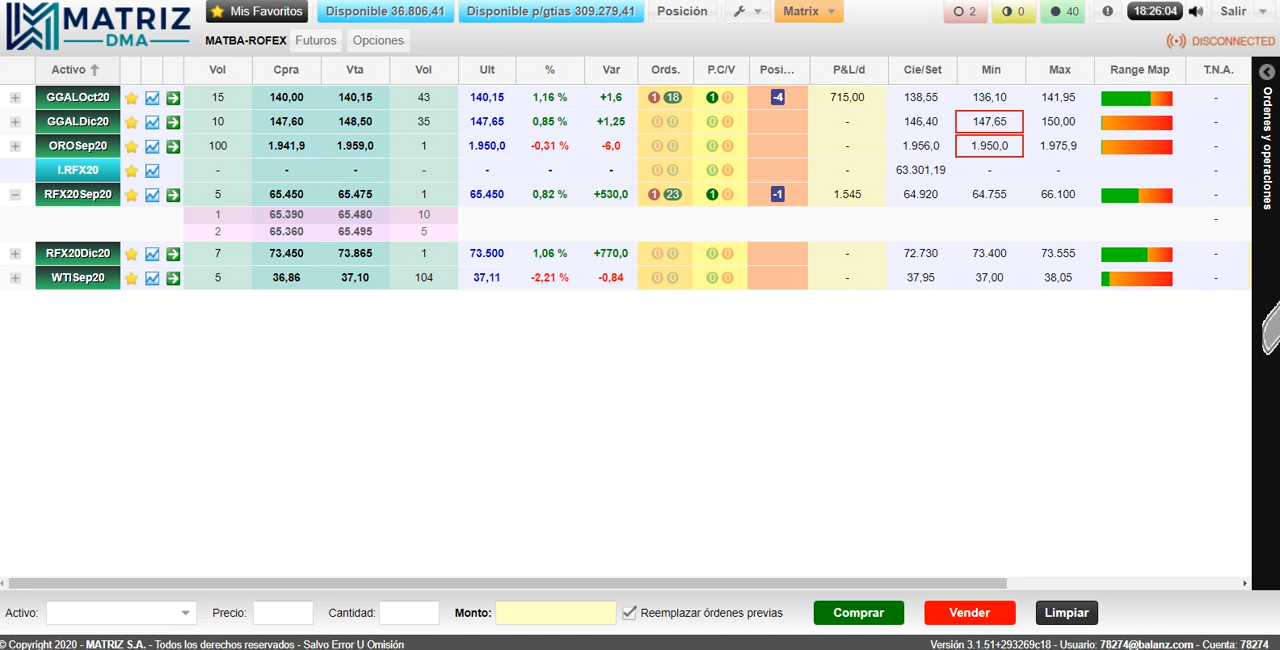 MATRIZ
DMA
Mis Favoritos Disponible 36.806,41 Disponible p/gtias 309.279,41 Posición Matrix 2 0 40 18:26:04 Salir
MATBA-ROFEX Futuros Opciones DISCONNECTED
Activo Vol Cpra Vta Vol Ult % Var Ords. P.C/V Posi... P&L/d Cie/Set Min Max Range Map T.N.A.
GGALOct20 15 140,00 140,15 43 140,15 1,16 % +1,6 1 18 1 0 -4 715,00 138,55 136,10 141,95 -
GGALDic20 10 147,60 148,50 35 147,65 0,85 % +1,25 0 0 0 0 - 146,40 147,65 150,00 -
OROSep20 100 1.941,9 1.959,0 1 1.950,0 -0,31 % -6,0 0 0 0 0 - 1.956,0 1.950,0 1.975,9 -
I.RFX20 - - - - - - - 0 0 0 0 - 63.301,19 - - -
RFX20Sep20 5 65.450 65.475 1 65.450 0,82 % +530,0 1 23 1 0 -1 1.545 64.920 64.755 66.100 -
1 65.390 65.480 10 -
2 65.360 65.495 5
RFX20Dic20 7 73.450 73.865 1 73.500 1,06 % +770,0 0 0 0 0 - 72.730 73.400 73.555 -
WTISep20 5 36,86 37,10 104 37,11 -2,21 % -0,84 0 0 0 0 - 37,95 37,00 38,05 -
Ordenes y operaciones
Activo: Precio: Cantidad: Monto: Reemplazar órdenes previas Comprar Vender Limpiar
© Copyright 2020 - MATRIZ S.A. - Todos los derechos reservados - Salvo Error U Omisión Versión 3.1.51+293269c18 - Usuario: 78274@balanz.com - Cuenta: 78274